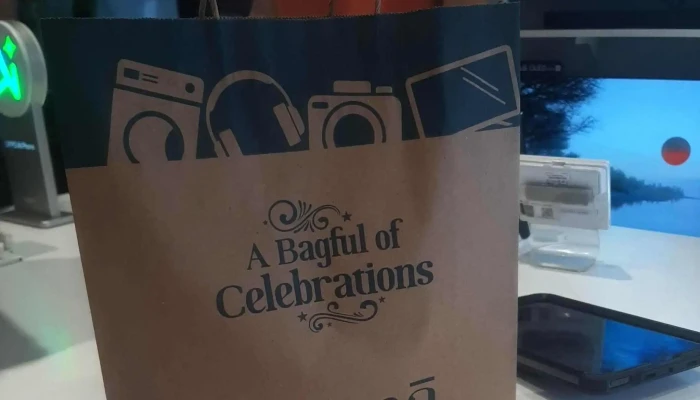 A Bagful of
Celebrations